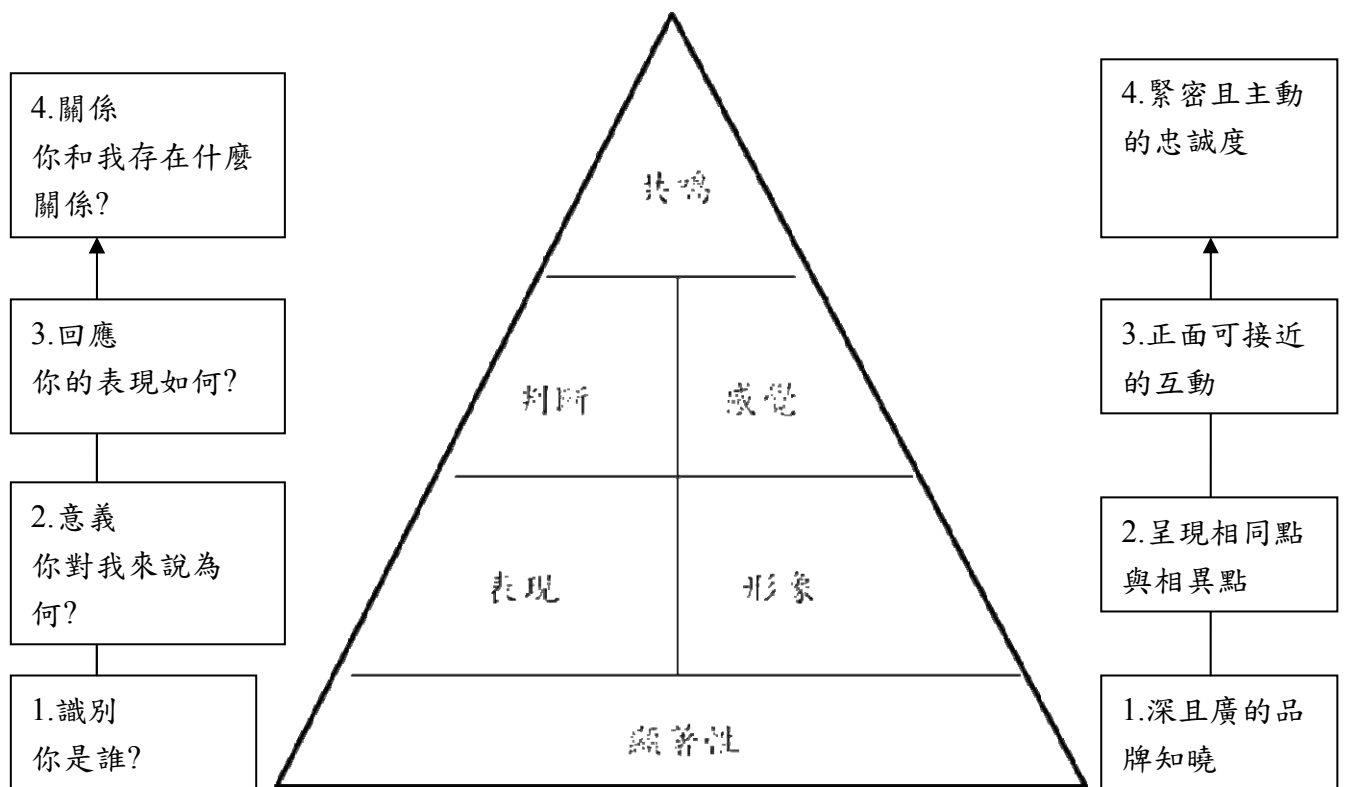 4.關係
你和我存在什麼
關係?
3.回應
你的表現如何?
2.意義
你對我來說為
何?
1.識別
你是誰?
共鳴
判斷
感覺
表現
形象
顯著性
4.緊密且主動
的忠誠度
3.正面可接近
的互動
2.呈現相同點
與相異點
1.深且廣的品
牌知曉